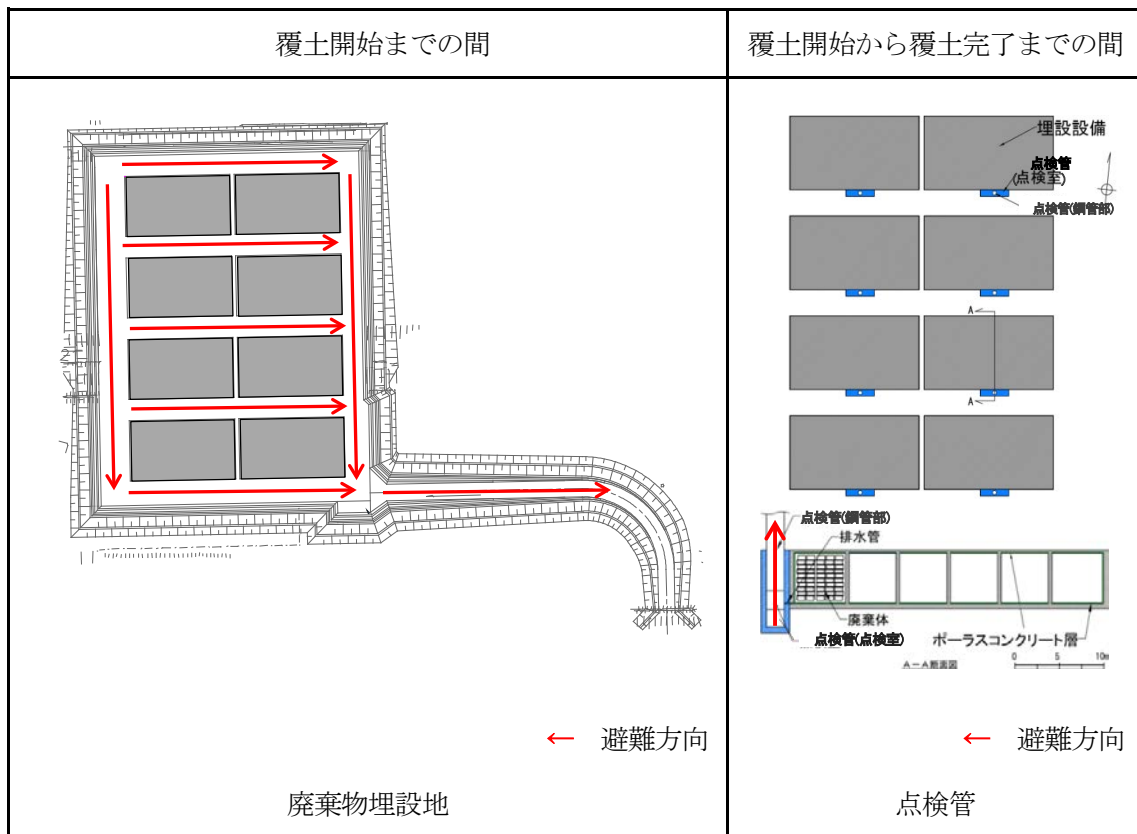 覆土開始までの間
覆土開始から覆土完了までの間
埋設設備
点検管
(点検室)
点検管(鋼管部)
A
A
点検管(鋼管部)
排水管
廃棄体
点検管(点検室)
ポーラスコンクリート層
A-A断面図
0 5 10m
← 避難方向
← 避難方向
廃棄物埋設地
点検管